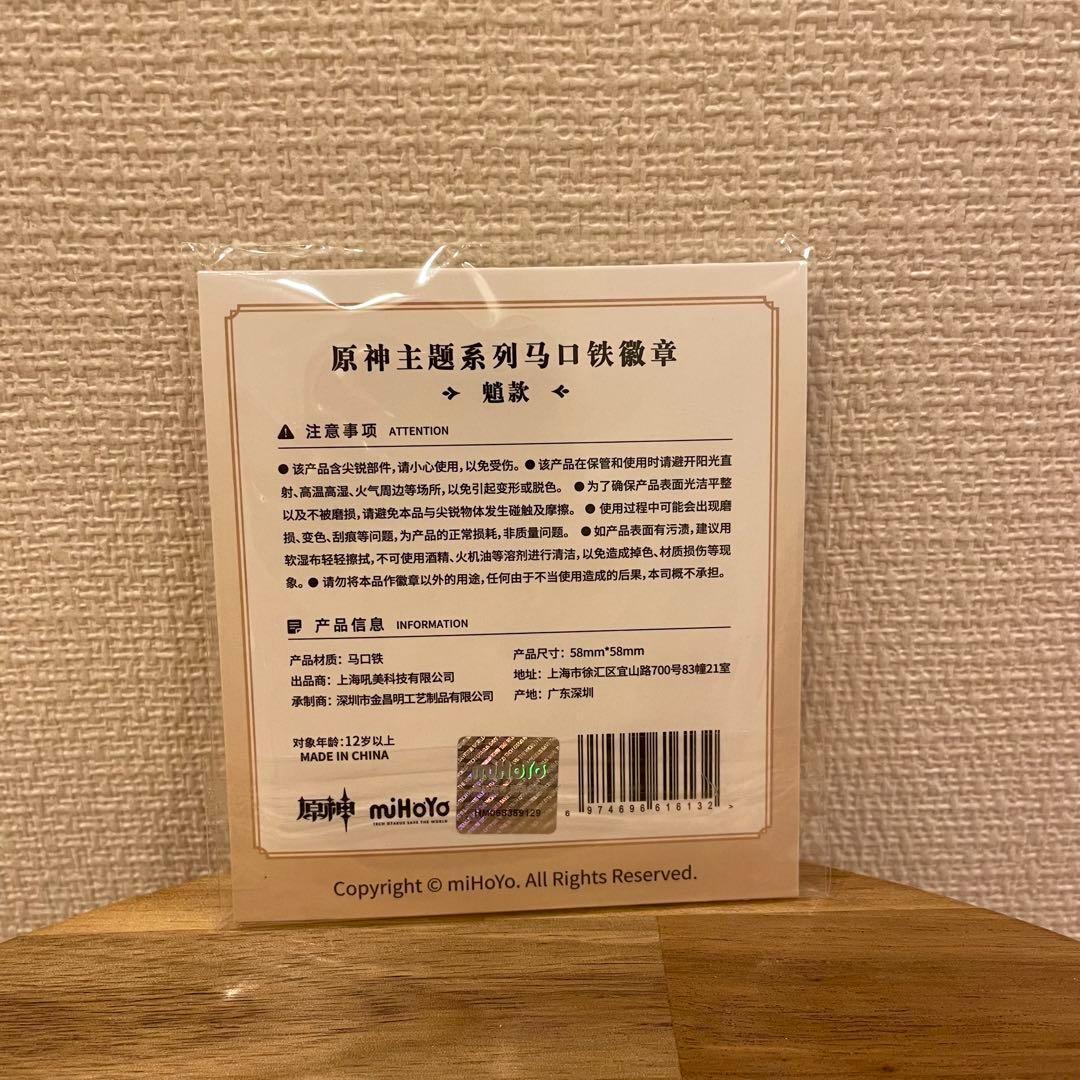 原神主题系列马口铁徽章
魈款
注意事项 ATTENTION
●该产品含尖锐部件,请小心使用,以免受伤。●该产品在保管和使用时请避开阳光直
射、高温高湿、火气周边等场所,以免引起变形或脱色。●为了确保产品表面光洁平整
以及不被磨损,请避免本品与尖锐物体发生碰触及摩擦。●使用过程中可能会出现磨
损、变色、刮痕等问题,为产品的正常损耗,非质量问题。●如产品表面有污渍,建议用
软湿布轻轻擦拭,不可使用酒精、火机油等溶剂进行清洁,以免造成掉色、材质损伤等现
象。●请勿将本品作徽章以外的用途,任何由于不当使用造成的后果,本司概不承担。
产品信息 INFORMATION
产品材质：马口铁 产品尺寸：58mm*58mm
出品商：上海吼美科技有限公司 地址：上海市徐汇区宜山路700号83幢21室
承制商：深圳市金昌明工艺制品有限公司 产地：广东深圳
对象年龄:12岁以上
MADE IN CHINA
原神 miHoYo
TECH OTAKUS SAVE THE WORLD
miHoYo
6 974696 616132 >
Copyright © miHoYo. All Rights Reserved.